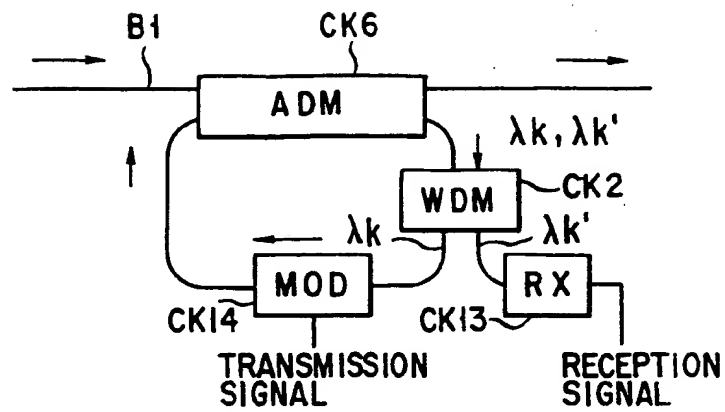 B1
CK6
ADM
λk, λk'
WDM
CK2
λk
λk'
MOD
RX
CK14
CK13
TRANSMISSION
SIGNAL
RECEPTION
SIGNAL